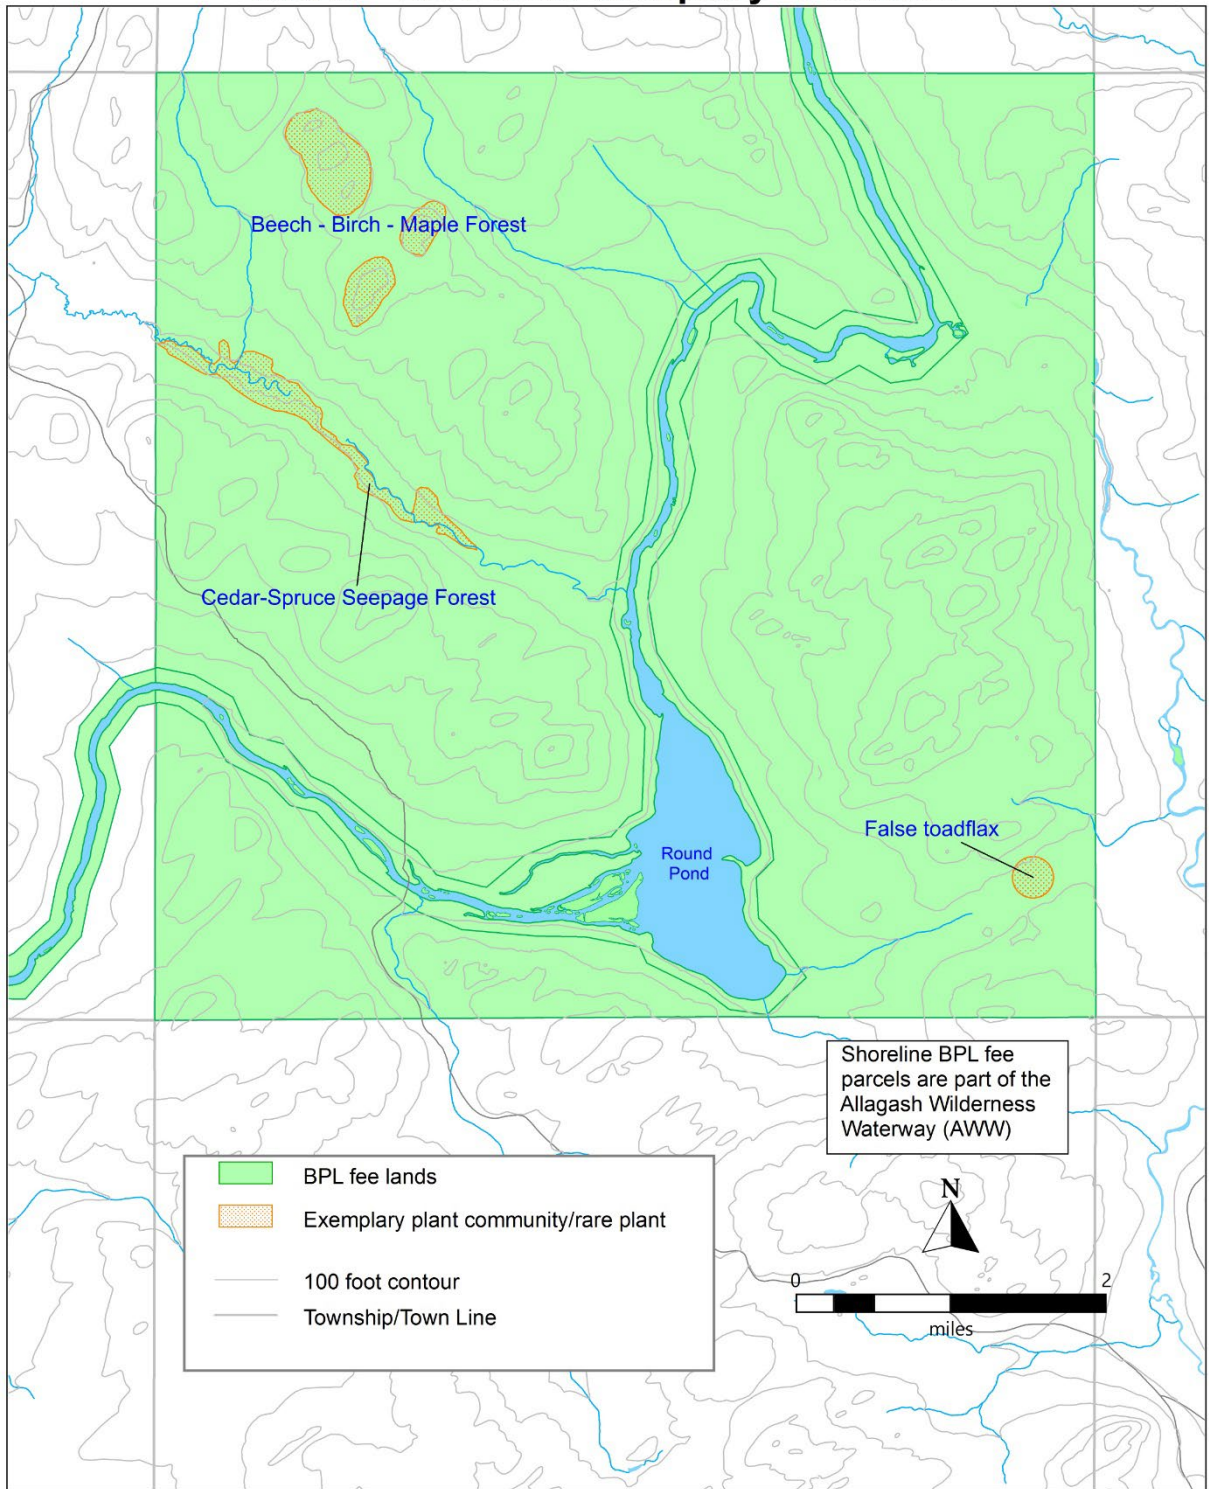 Beech - Birch - Maple Forest
Cedar-Spruce Seepage Forest
False toadflax
Round
Pond
Shoreline BPL fee
parcels are part of the
Allagash Wilderness
Waterway (AWW)
BPL fee lands
Exemplary plant community/rare plant
100 foot contour
Township/Town Line
N
0 2
miles